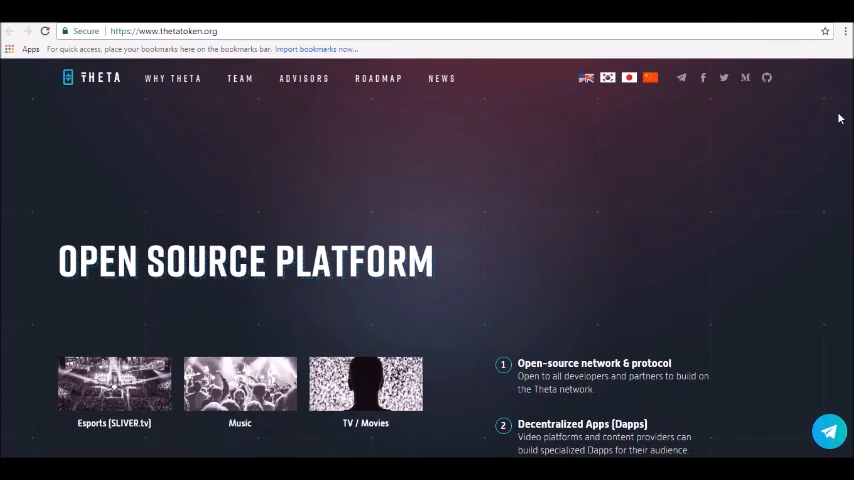 Secure https://www.thetatoken.org
Apps For quick access, place your bookmarks here on the bookmarks bar. Import bookmarks now...
THETA WHY THETA TEAM ADVISORS ROADMAP NEWS
OPEN SOURCE PLATFORM
Esports (SLIVER.tv) Music TV / Movies
1 Open-source network & protocol
Open to all developers and partners to build on
the Theta network.
2 Decentralized Apps (Dapps)
Video platforms and content providers can
build specialized Dapps for their audience.